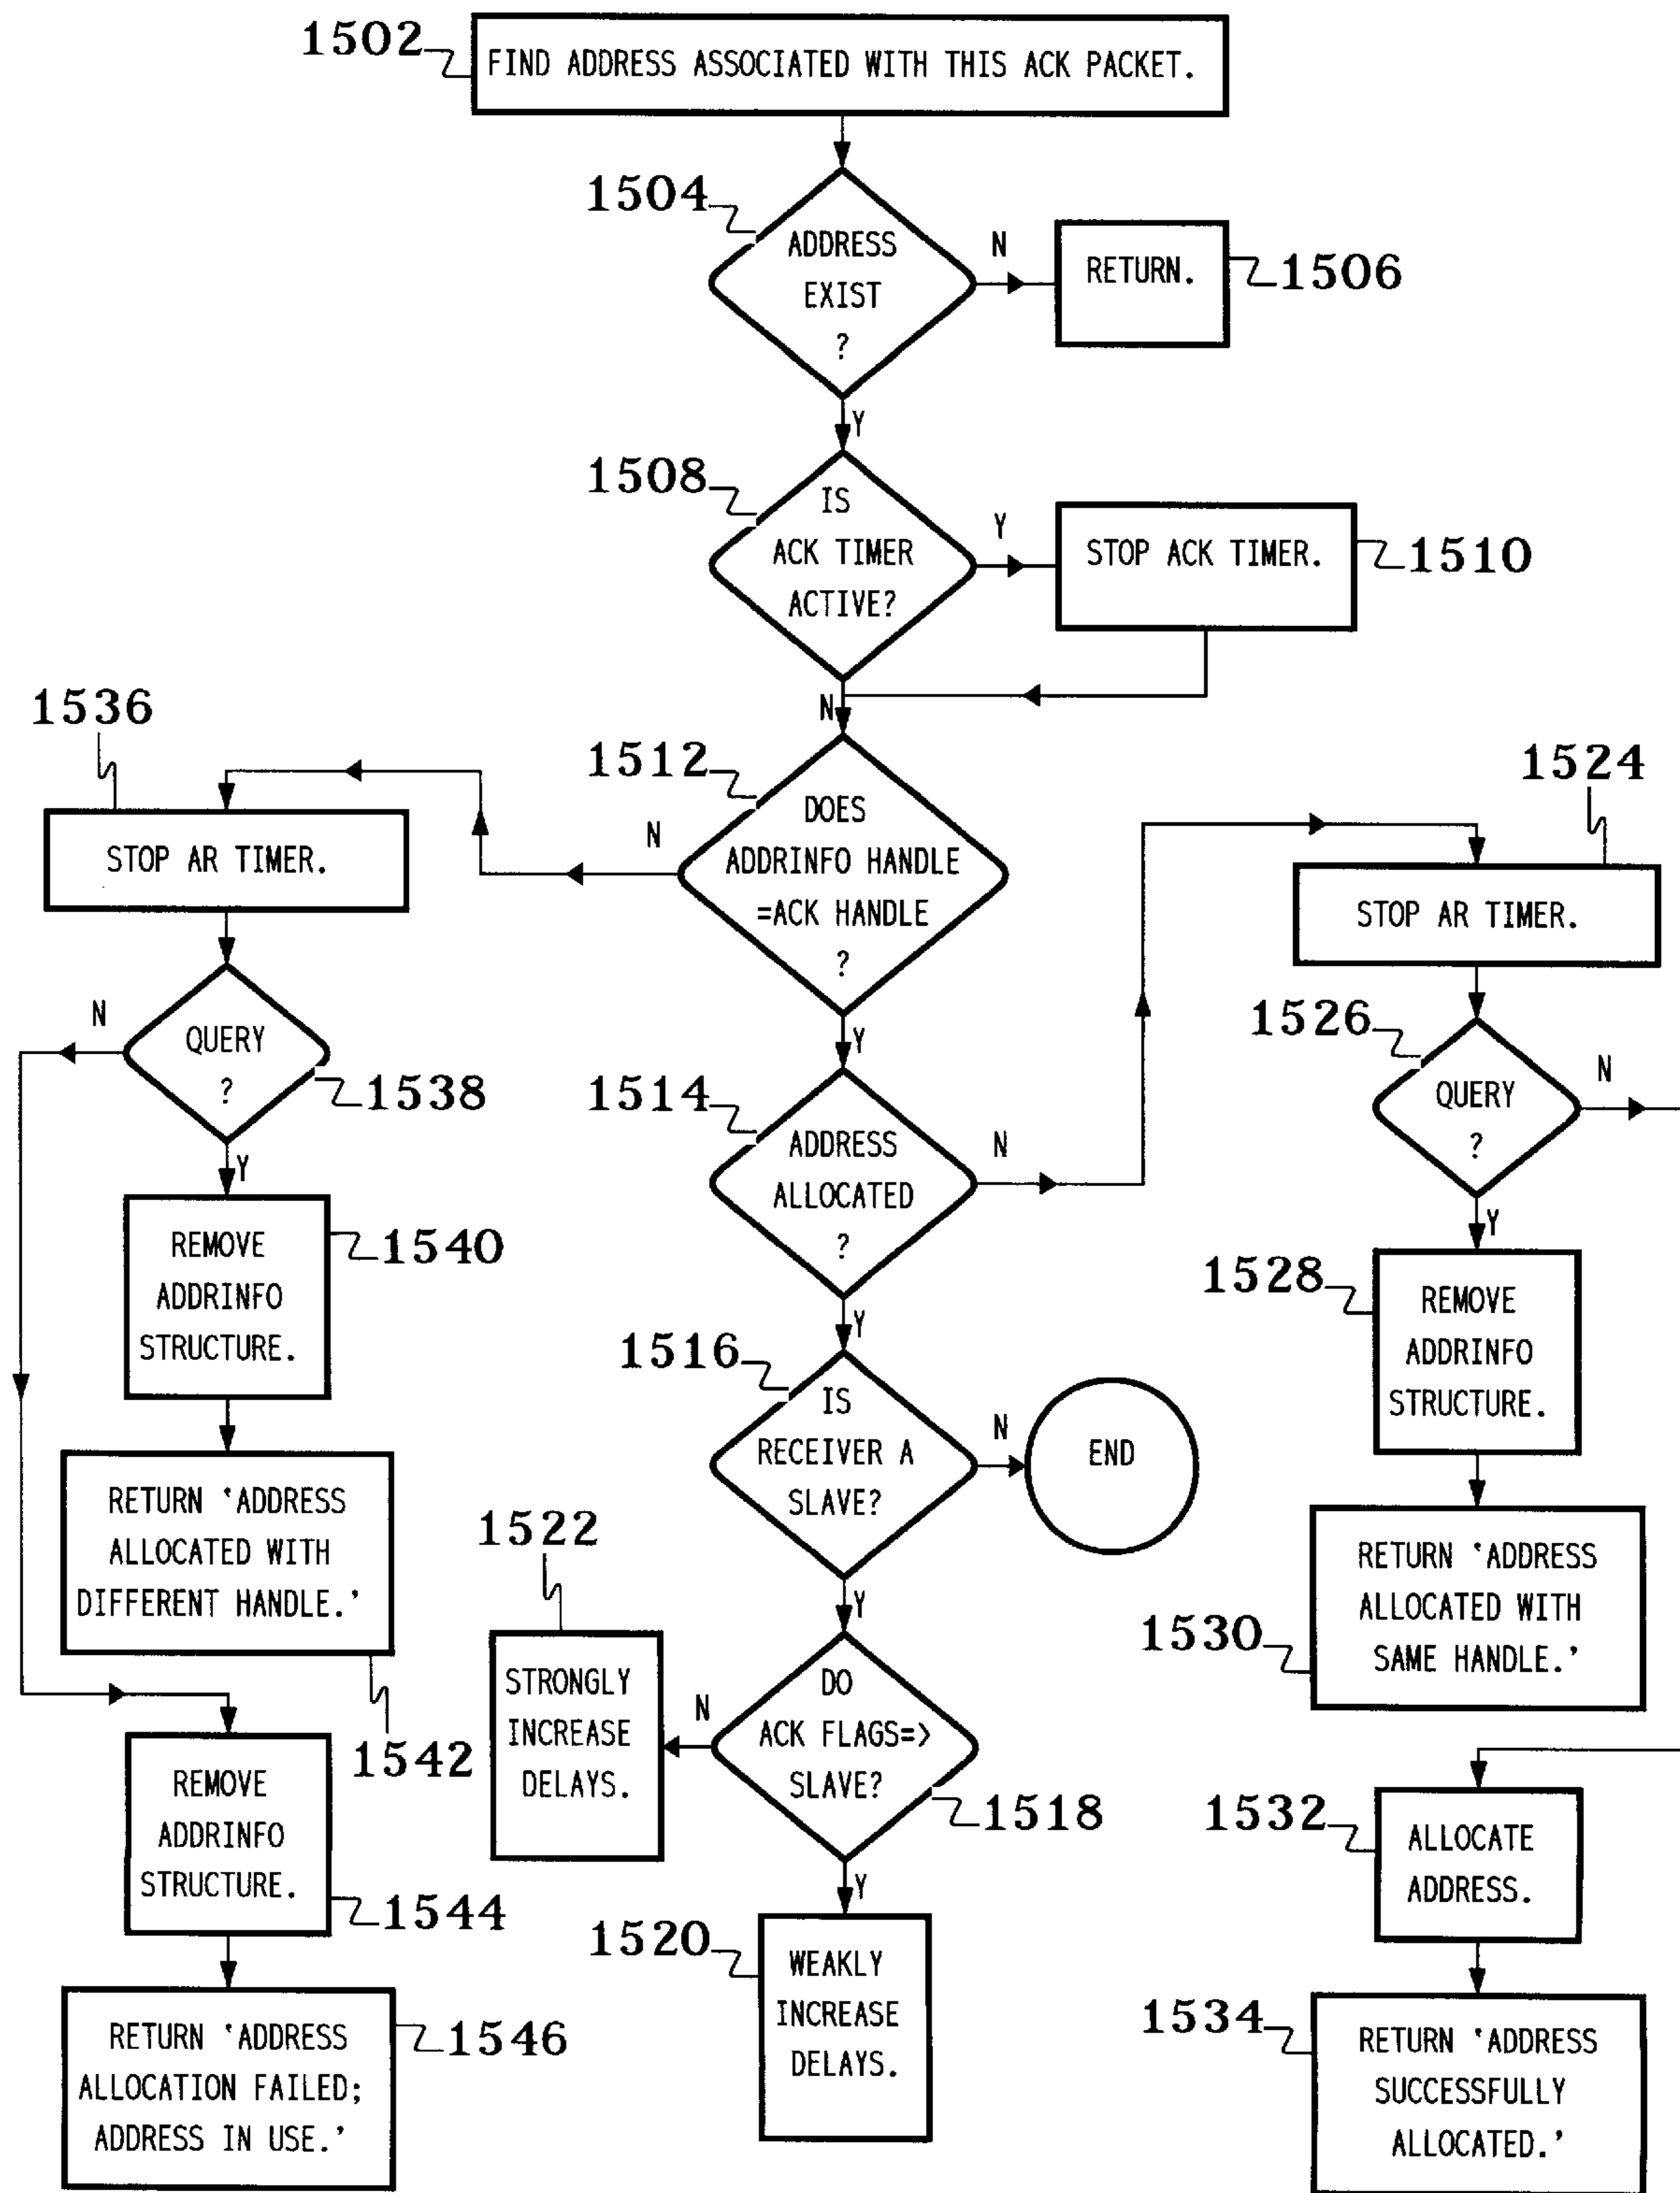 1502
FIND ADDRESS ASSOCIATED WITH THIS ACK PACKET.
1504
ADDRESS
EXIST
?
N
RETURN.
1506
Y
1508
IS
ACK TIMER
ACTIVE?
Y
STOP ACK TIMER.
1510
N
1512
DOES
ADDRINFO HANDLE
=ACK HANDLE
?
N
1536
STOP AR TIMER.
QUERY
?
N
1538
Y
REMOVE
ADDRINFO
STRUCTURE.
1540
RETURN ‘ADDRESS
ALLOCATED WITH
DIFFERENT HANDLE.’
1542
REMOVE
ADDRINFO
STRUCTURE.
1544
RETURN ‘ADDRESS
ALLOCATION FAILED;
ADDRESS IN USE.’
1546
Y
1514
ADDRESS
ALLOCATED
?
N
Y
1516
IS
RECEIVER A
SLAVE?
N
END
Y
DO
ACK FLAGS=>
SLAVE?
1518
N
1522
STRONGLY
INCREASE
DELAYS.
Y
1520
WEAKLY
INCREASE
DELAYS.
1524
STOP AR TIMER.
1526
QUERY
?
N
Y
1528
REMOVE
ADDRINFO
STRUCTURE.
RETURN ‘ADDRESS
ALLOCATED WITH
SAME HANDLE.’
1530
1532
ALLOCATE
ADDRESS.
1534
RETURN ‘ADDRESS
SUCCESSFULLY
ALLOCATED.’